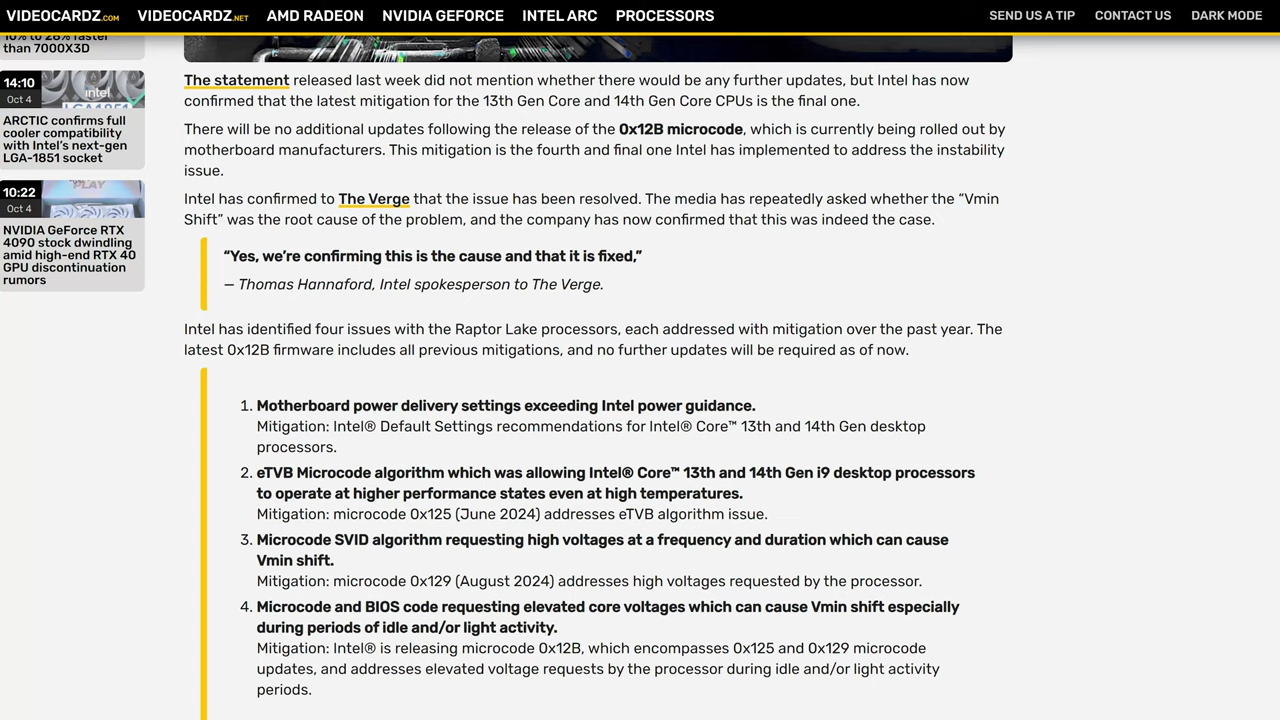 VIDEOCARDZ.COM VIDEOCARDZ.NET AMD RADEON NVIDIA GEFORCE INTEL ARC PROCESSORS SEND US A TIP CONTACT US DARK MODE
10% to 28% faster
than 7000X3D
14:10
Oct 4
intel
LGA1851
ARCTIC confirms full
cooler compatibility
with Intel's next-gen
LGA-1851 socket
10:22
Oct 4
PLAY
NVIDIA GeForce RTX
4090 stock dwindling
amid high-end RTX 40
GPU discontinuation
rumors
The statement released last week did not mention whether there would be any further updates, but Intel has now
confirmed that the latest mitigation for the 13th Gen Core and 14th Gen Core CPUs is the final one.
There will be no additional updates following the release of the 0x12B microcode, which is currently being rolled out by
motherboard manufacturers. This mitigation is the fourth and final one Intel has implemented to address the instability
issue.
Intel has confirmed to The Verge that the issue has been resolved. The media has repeatedly asked whether the “Vmin
Shift” was the root cause of the problem, and the company has now confirmed that this was indeed the case.
“Yes, we’re confirming this is the cause and that it is fixed,”
— Thomas Hannaford, Intel spokesperson to The Verge.
Intel has identified four issues with the Raptor Lake processors, each addressed with mitigation over the past year. The
latest 0x12B firmware includes all previous mitigations, and no further updates will be required as of now.
1. Motherboard power delivery settings exceeding Intel power guidance.
Mitigation: Intel® Default Settings recommendations for Intel® Core™ 13th and 14th Gen desktop
processors.
2. eTVB Microcode algorithm which was allowing Intel® Core™ 13th and 14th Gen i9 desktop processors
to operate at higher performance states even at high temperatures.
Mitigation: microcode 0x125 (June 2024) addresses eTVB algorithm issue.
3. Microcode SVID algorithm requesting high voltages at a frequency and duration which can cause
Vmin shift.
Mitigation: microcode 0x129 (August 2024) addresses high voltages requested by the processor.
4. Microcode and BIOS code requesting elevated core voltages which can cause Vmin shift especially
during periods of idle and/or light activity.
Mitigation: Intel® is releasing microcode 0x12B, which encompasses 0x125 and 0x129 microcode
updates, and addresses elevated voltage requests by the processor during idle and/or light activity
periods.